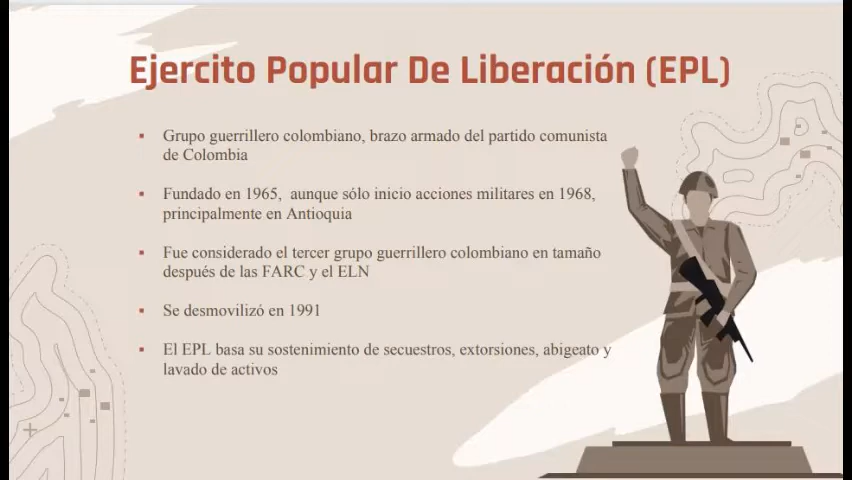 Ejercito Popular De Liberación (EPL)
Grupo guerrillero colombiano, brazo armado del partido comunista
de Colombia
Fundado en 1965, aunque sólo inicio acciones militares en 1968,
principalmente en Antioquia
Fue considerado el tercer grupo guerrillero colombiano en tamaño
después de las FARC y el ELN
Se desmovilizó en 1991
El EPL basa su sostenimiento de secuestros, extorsiones, abigeato y
lavado de activos